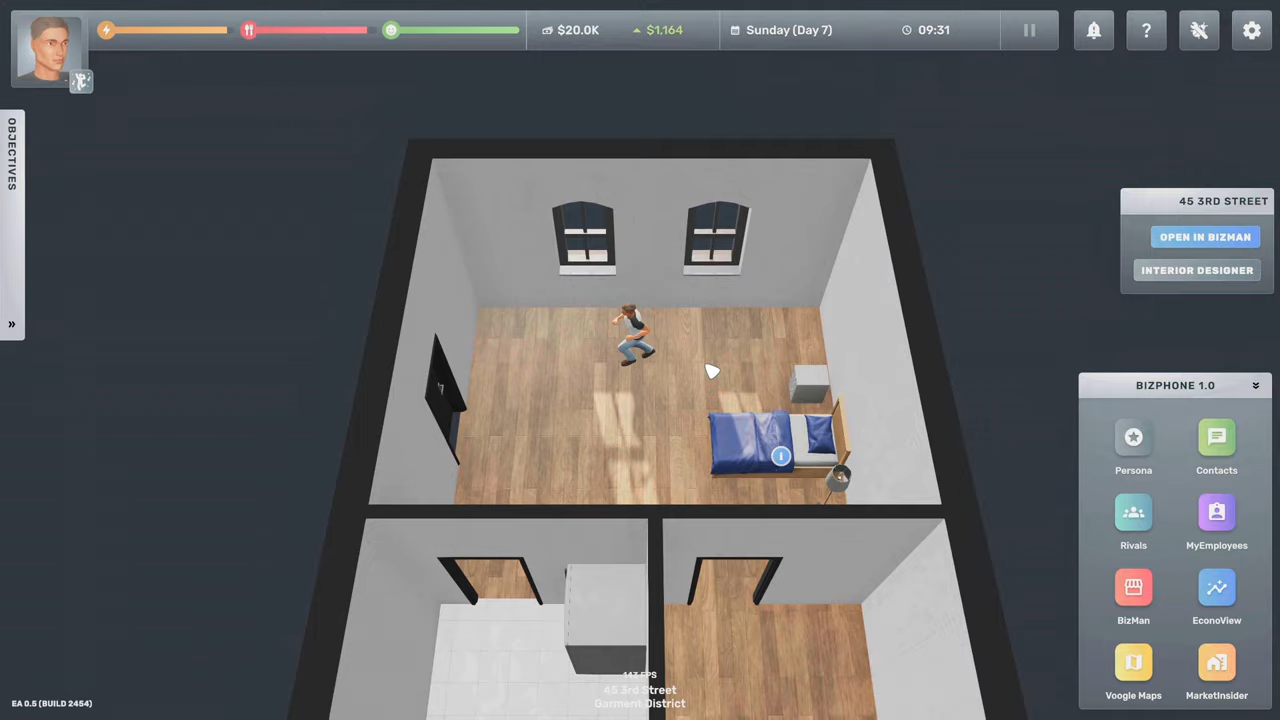 $20.0K
$1,164
Sunday (Day 7)
09:31
?
OBJECTIVES
»
45 3RD STREET
OPEN IN BIZMAN
INTERIOR DESIGNER
BIZPHONE 1.0
Persona
Contacts
Rivals
MyEmployees
BizMan
EconoView
Voogle Maps
MarketInsider
143 FPS
45 3rd Street
Garment District
EA 0.5 (BUILD 2454)